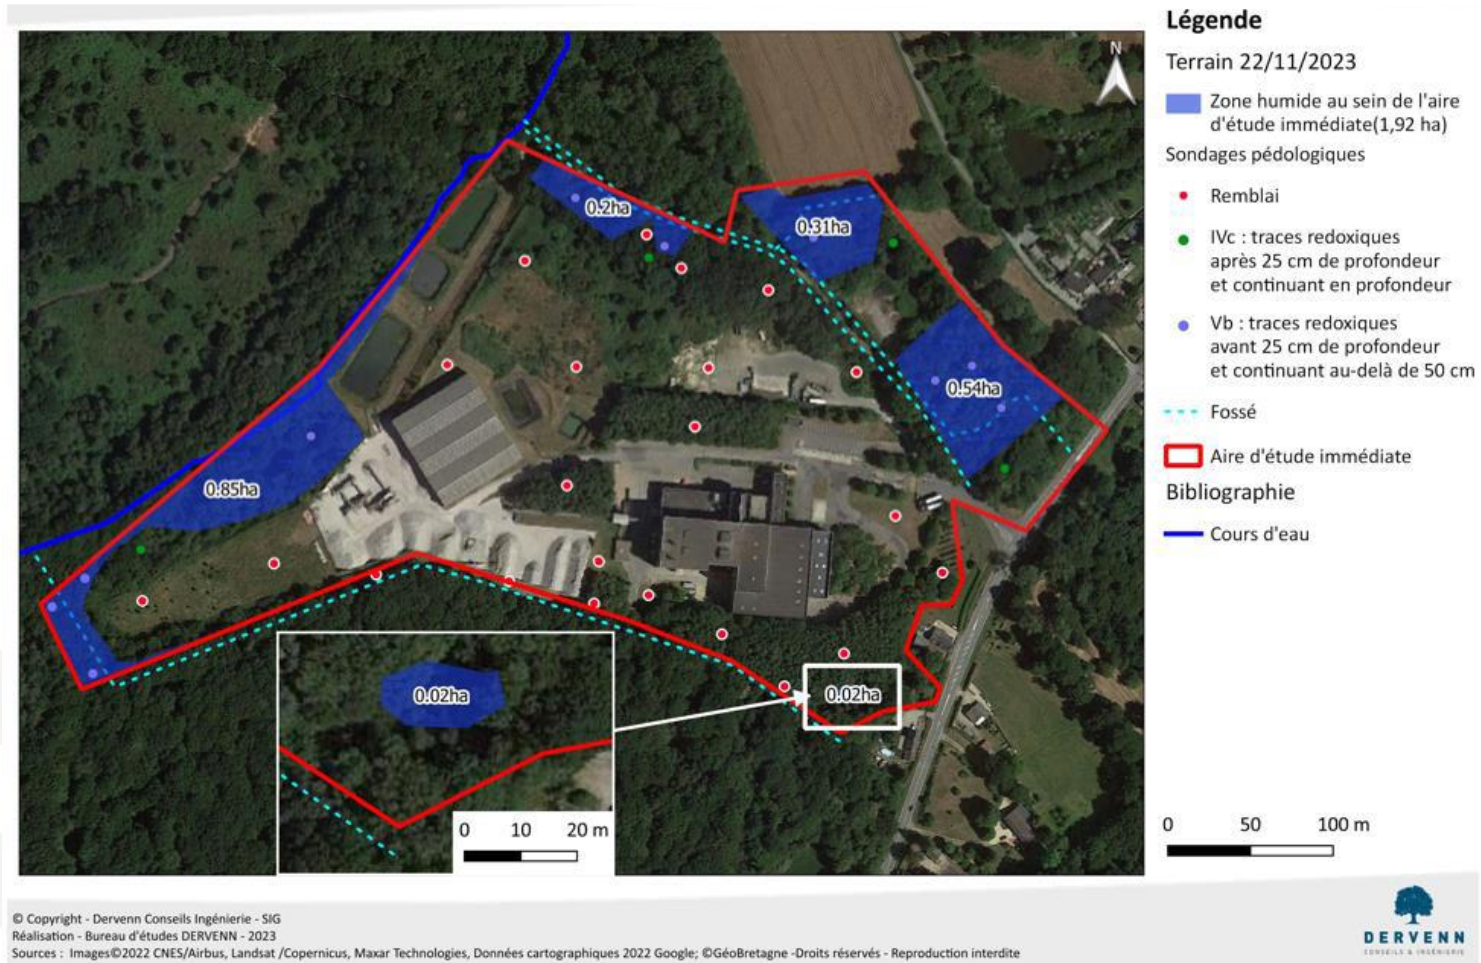 Légende
Terrain 22/11/2023
Zone humide au sein de l'aire
d'étude immédiate(1,92 ha)
Sondages pédologiques
Remblai
IVc : traces redoxiques
après 25 cm de profondeur
et continuant en profondeur
Vb : traces redoxiques
avant 25 cm de profondeur
et continuant au-delà de 50 cm
Fossé
Aire d'étude immédiate
Bibliographie
Cours d'eau
N
0.2ha
0.31ha
0.54ha
0.85ha
0.02ha
0.02ha
0 10 20 m
0 50 100 m
© Copyright - Dervenn Conseils Ingénierie - SIG
Réalisation - Bureau d'études DERVENN - 2023
Sources : Images©2022 CNES/Airbus, Landsat /Copernicus, Maxar Technologies, Données cartographiques 2022 Google; ©GéoBretagne -Droits réservés - Reproduction interdite
DERVENN
CONSEILS & INGÉNIERIE